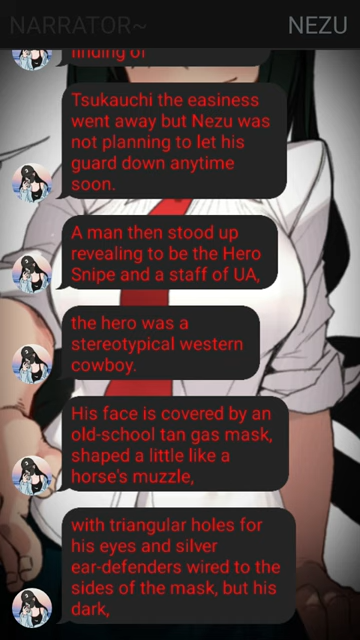 NARRATOR~ NEZU
finding of
Tsukauchi the easiness
went away but Nezu was
not planning to let his
guard down anytime
soon.
A man then stood up
revealing to be the Hero
Snipe and a staff of UA,
the hero was a
stereotypical western
cowboy.
His face is covered by an
old-school tan gas mask,
shaped a little like a
horse's muzzle,
with triangular holes for
his eyes and silver
ear-defenders wired to the
sides of the mask, but his
dark,